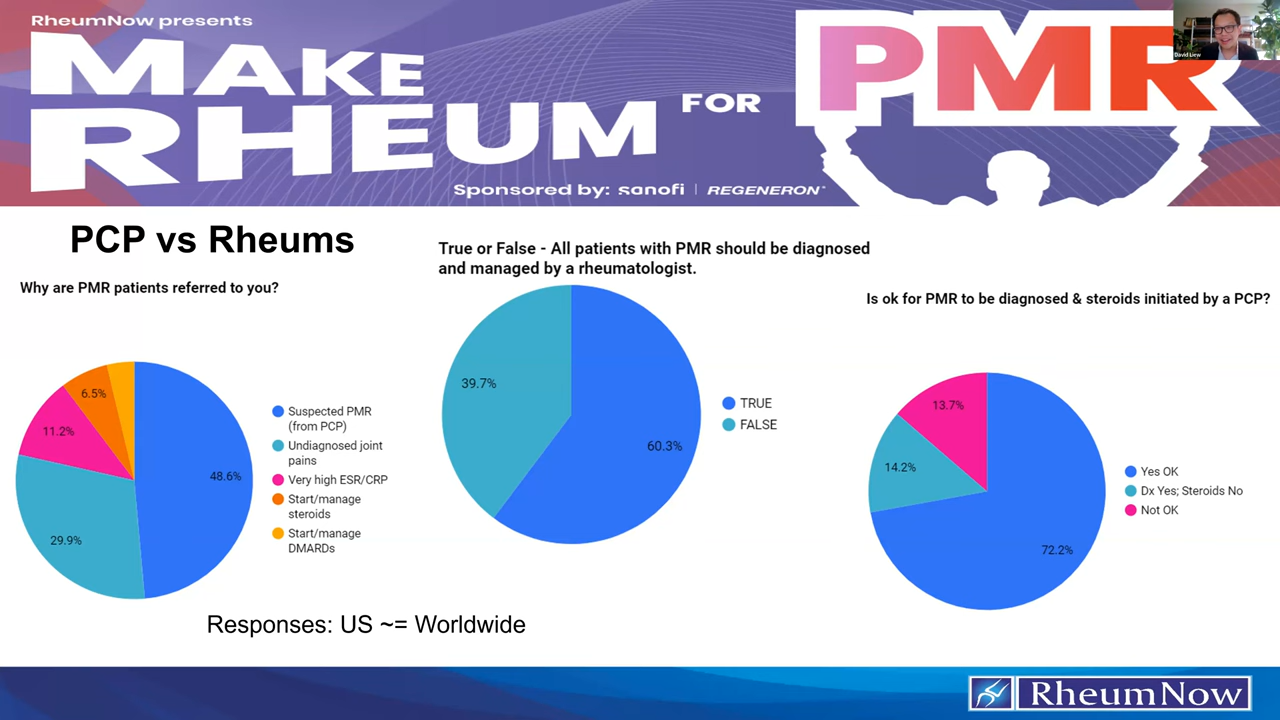 RheumNow presents
MAKE
RHEUM
FOR
PMR
Sponsored by: sanofi | REGENERON
David Liew
PCP vs Rheums
Why are PMR patients referred to you?
48.6%
29.9%
11.2%
6.5%
Suspected PMR
(from PCP)
Undiagnosed joint
pains
Very high ESR/CRP
Start/manage
steroids
Start/manage
DMARDs
True or False - All patients with PMR should be diagnosed
and managed by a rheumatologist.
39.7%
60.3%
TRUE
FALSE
Is ok for PMR to be diagnosed & steroids initiated by a PCP?
13.7%
14.2%
72.2%
Yes OK
Dx Yes; Steroids No
Not OK
Responses: US ~= Worldwide
RheumNow